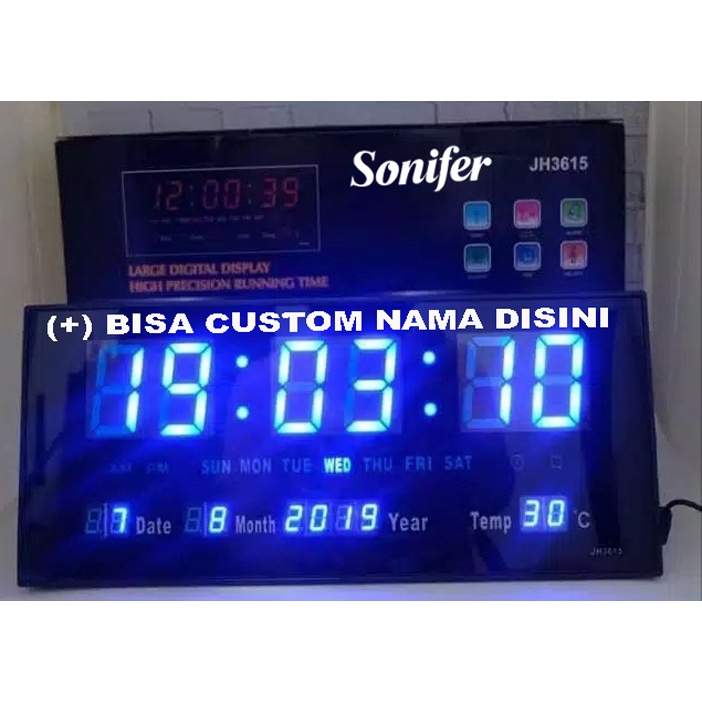 Sonifer JH3615
12:00:39
LARGE DIGITAL DISPLAY
HIGH PRECISION RUNNING TIME
(+) BISA CUSTOM NAMA DISINI
19:03:10
AM PM SUN MON TUE WED THU FRI SAT
7 Date 8 Month 2019 Year Temp 30 °C
JH3615